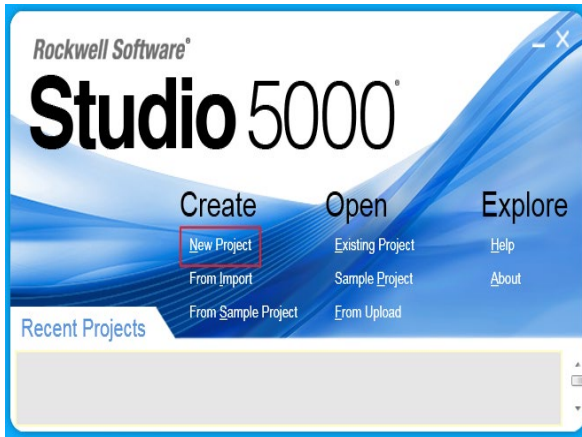 Rockwell Software®
Studio 5000®
Create Open Explore
New Project Existing Project Help
From Import Sample Project About
From Sample Project From Upload
Recent Projects